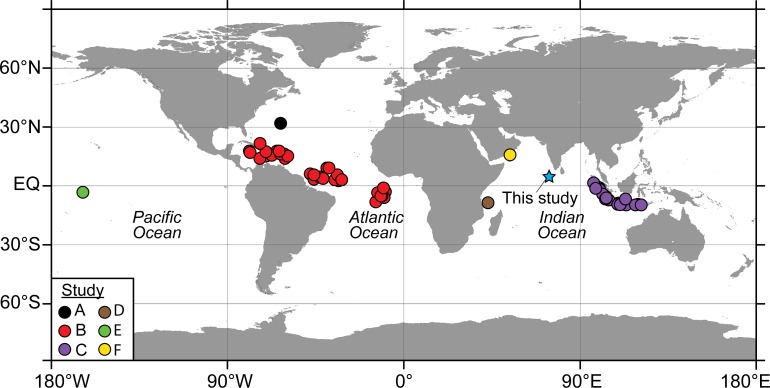 60°N
30°N
EQ
This study
Pacific
Ocean
Atlantic
Ocean
Indian
Ocean
30°S
Study
A
D
B
E
C
F
60°S
180°W
90°W
0°
90°E
180°E